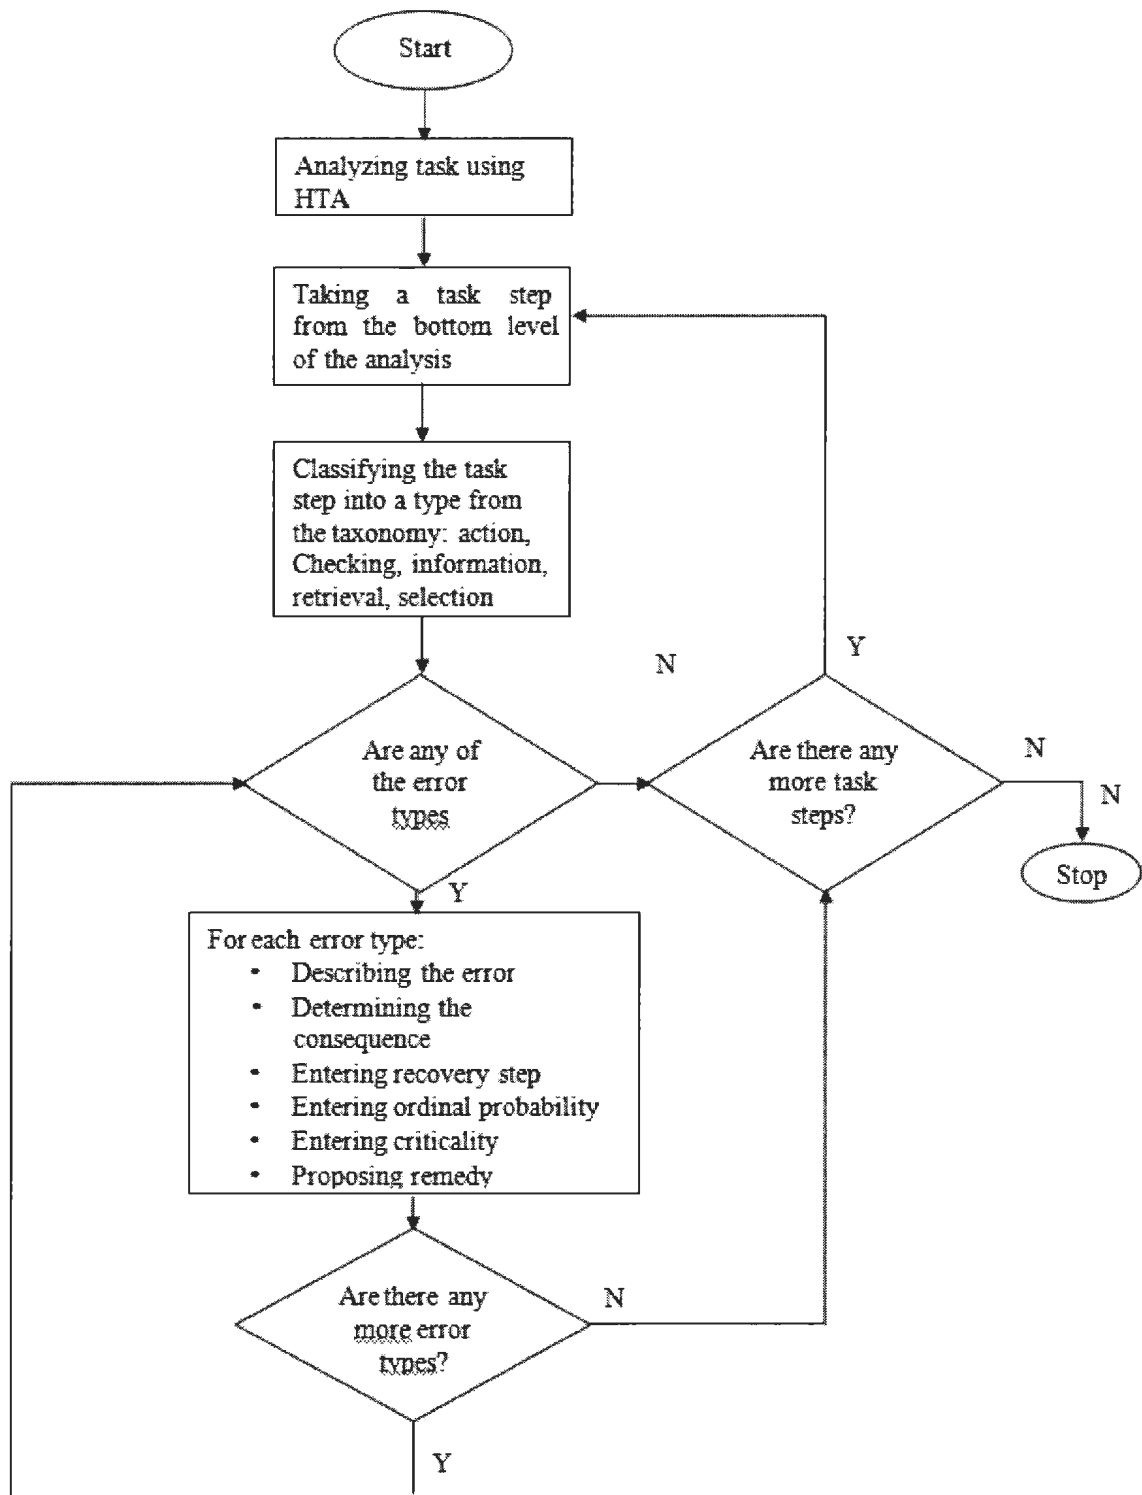 Start
Analyzing task using
HTA
Taking a task step
from the bottom level
of the analysis
Classifying the task
step into a type from
the taxonomy: action,
Checking, information,
retrieval, selection
N
Y
Are any of
the error
types
Are there any
more task
steps?
N
N
Stop
Y
For each error type:
• Describing the error
• Determining the
consequence
• Entering recovery step
• Entering ordinal probability
• Entering criticality
• Proposing remedy
Are there any
more error
types?
N
Y